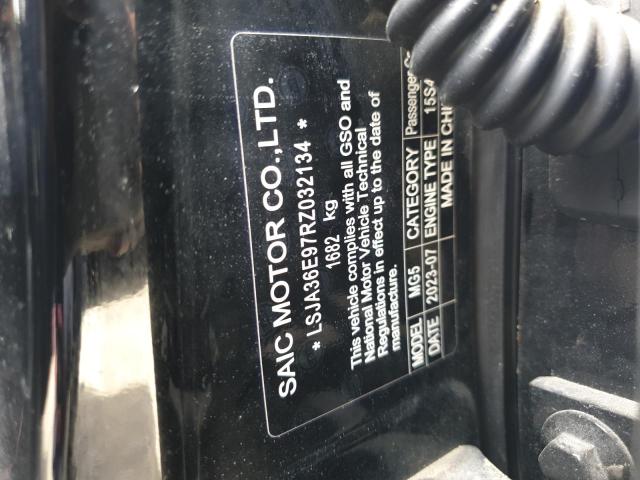 SAIC MOTOR CO.,LTD.
* LSJA36E97RZ032134 *
1682 kg
This vehicle complies with all GSO and
National Motor Vehicle Technical
Regulations in effect up to the date of
manufacture.
MODEL MG5 CATEGORY Passenger
DATE 2023-07 ENGINE TYPE 15S4
MADE IN